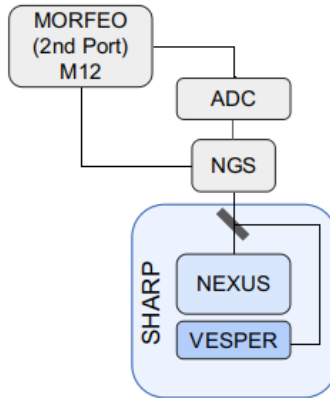 MORFEO
(2nd Port)
M12
ADC
NGS
SHARP
NEXUS
VESPER